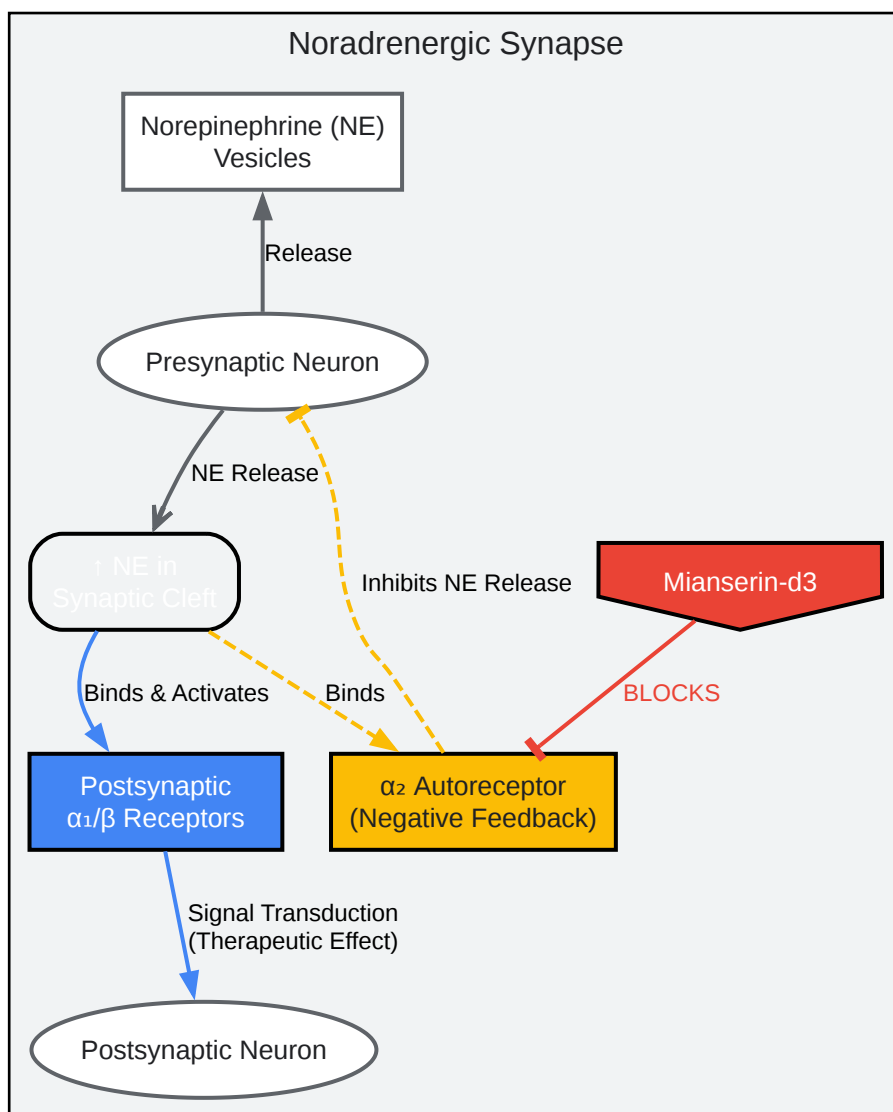 Noradrenergic Synapse
Norepinephrine (NE)
Vesicles
Release
Presynaptic Neuron
NE Release
↑ NE in
Synaptic Cleft
Inhibits NE Release
Mianserin-d3
Binds & Activates
Binds
BLOCKS
Postsynaptic
α₁/β Receptors
α₂ Autoreceptor
(Negative Feedback)
Signal Transduction
(Therapeutic Effect)
Postsynaptic Neuron